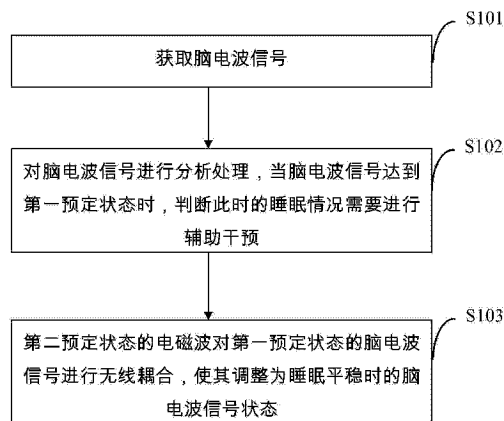 S101
获取脑电波信号
S102
对脑电波信号进行分析处理，当脑电波信号达到
第一预定状态时，判断此时的睡眠情况需要进行
辅助干预
S103
第二预定状态的电磁波对第一预定状态的脑电波
信号进行无线耦合，使其调整为睡眠平稳时的脑
电波信号状态